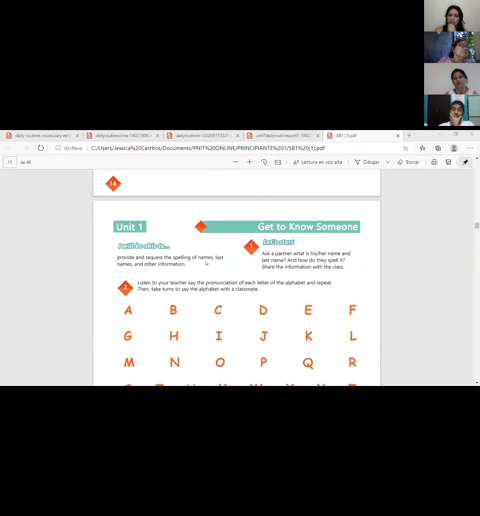 SB1 (1).pdf
Archivo
C:/Users/Jessica%20Cerritos/Documents/PNIT%20ONLINE/PRINCIPIANTE%201/SB1%20(1).pdf
Lectura en voz alta
Dibujar
Borrar
14
Unit 1
Get to Know Someone
I will be able to...
provide and request the spelling of names, last
names, and other information.
1
Let's start
Ask a partner what is his/her name and
last name? And how do they spell it?
Share the information with the class.
2
Listen to your teacher say the pronunciation of each letter of the alphabet and repeat.
Then, take turns to say the alphabet with a classmate.
A B C D E F
G H I J K L
M N O P Q R